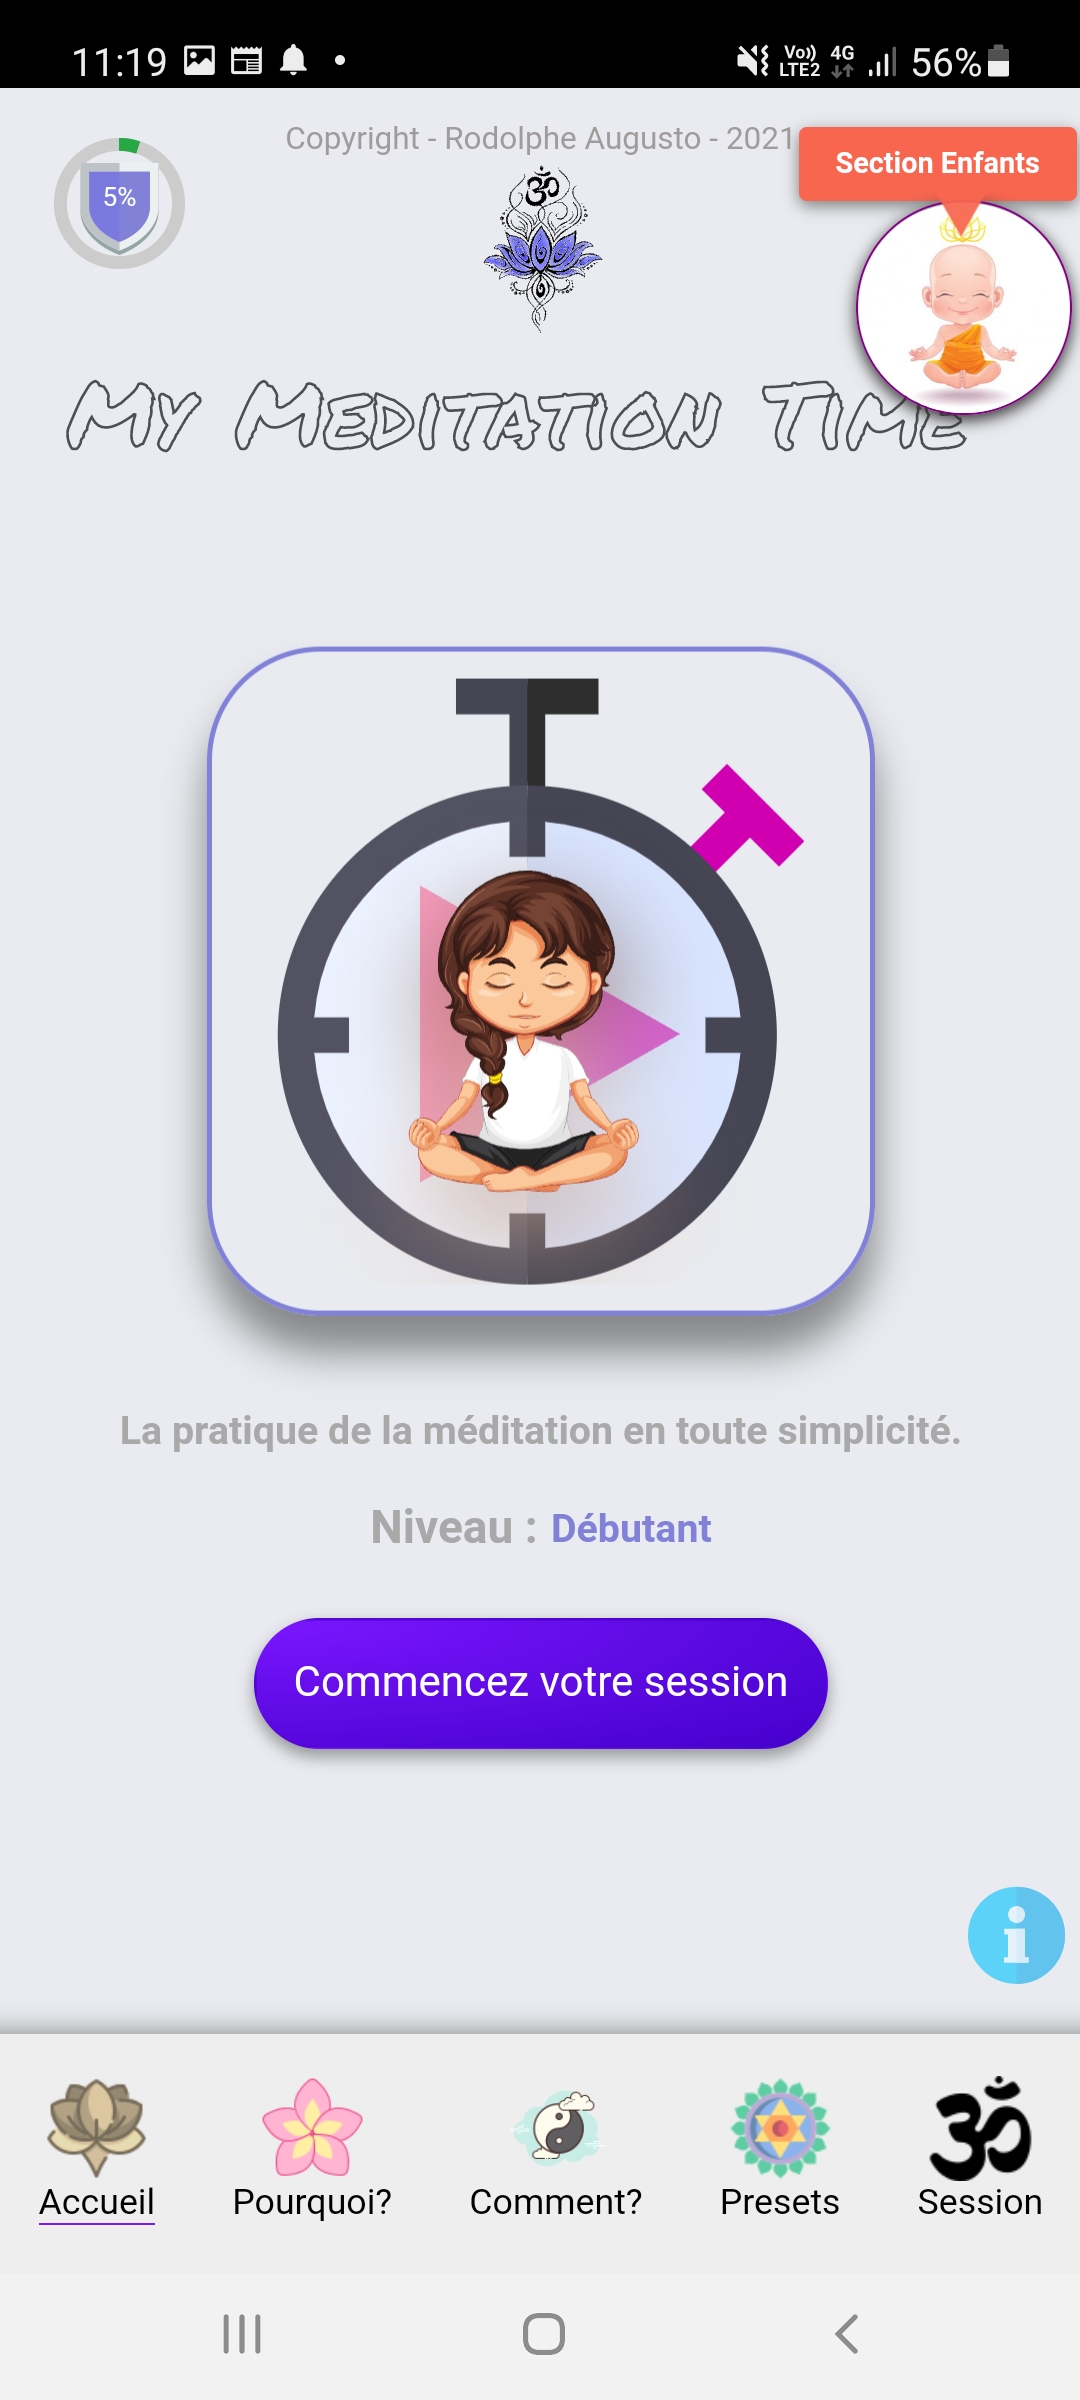 11:19
Vo)) LTE2 4G 56%
Copyright - Rodolphe Augusto - 2021
Section Enfants
5%
ॐ
My Meditation Time
La pratique de la méditation en toute simplicité.
Niveau : Débutant
Commencez votre session
i
ॐ
Accueil Pourquoi? Comment? Presets Session